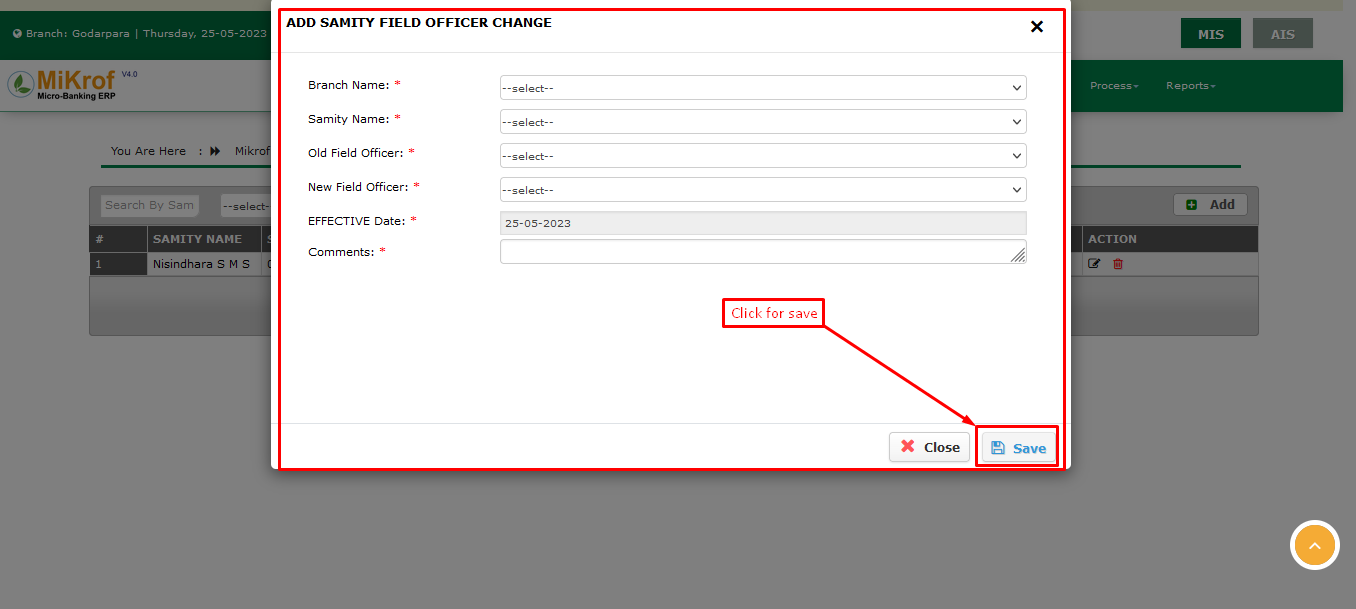 ADD SAMITY FIELD OFFICER CHANGE
Branch: Godarpara | Thursday, 25-05-2023
MIS
AIS
MiKrof V4.0
Micro-Banking ERP
Process
Reports
Branch Name: *
--select--
Samity Name: *
--select--
You Are Here : Mikrof
Old Field Officer: *
--select--
New Field Officer: *
--select--
Search By Sam
--select-
Add
EFFECTIVE Date: *
25-05-2023
# SAMITY NAME
ACTION
Comments: *
1 Nisindhara S M S
Click for save
Close
Save